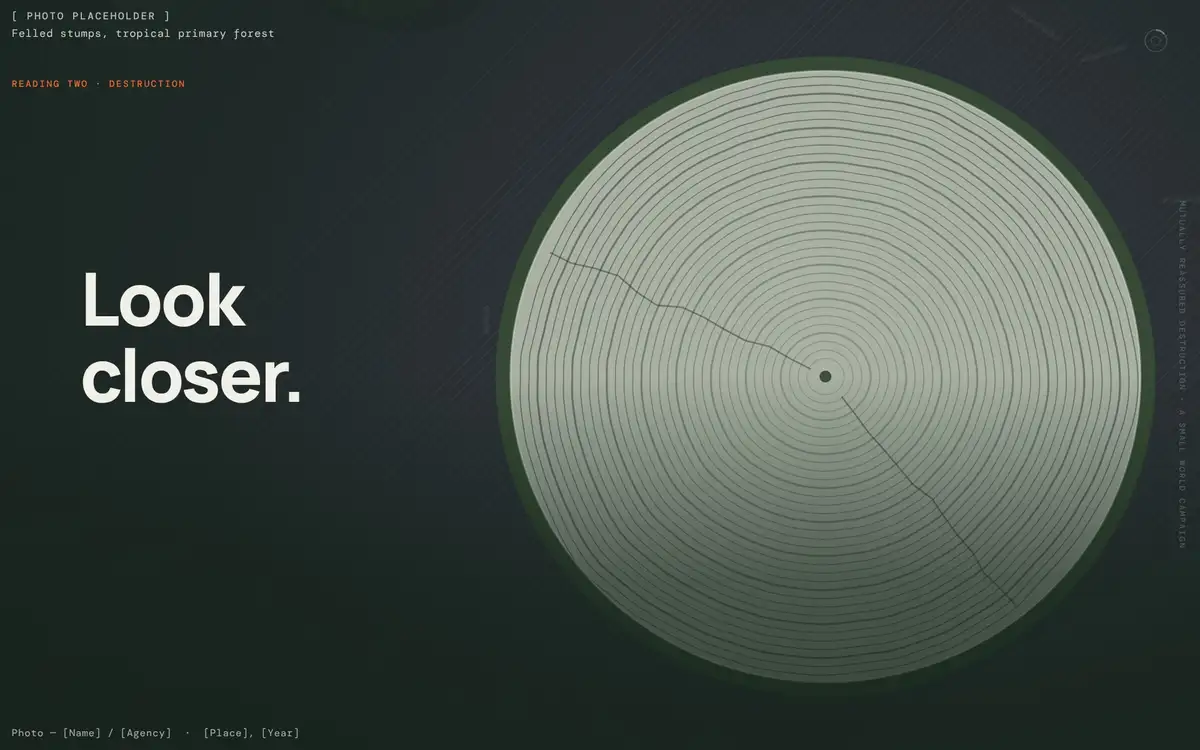 [ PHOTO PLACEHOLDER ]
Felled stumps, tropical primary forest
READING TWO · DESTRUCTION
Look
closer.
MUTUALLY REASSURED DESTRUCTION · A SMALL WORLD CAMPAIGN
Photo — [Name] / [Agency] · [Place], [Year]